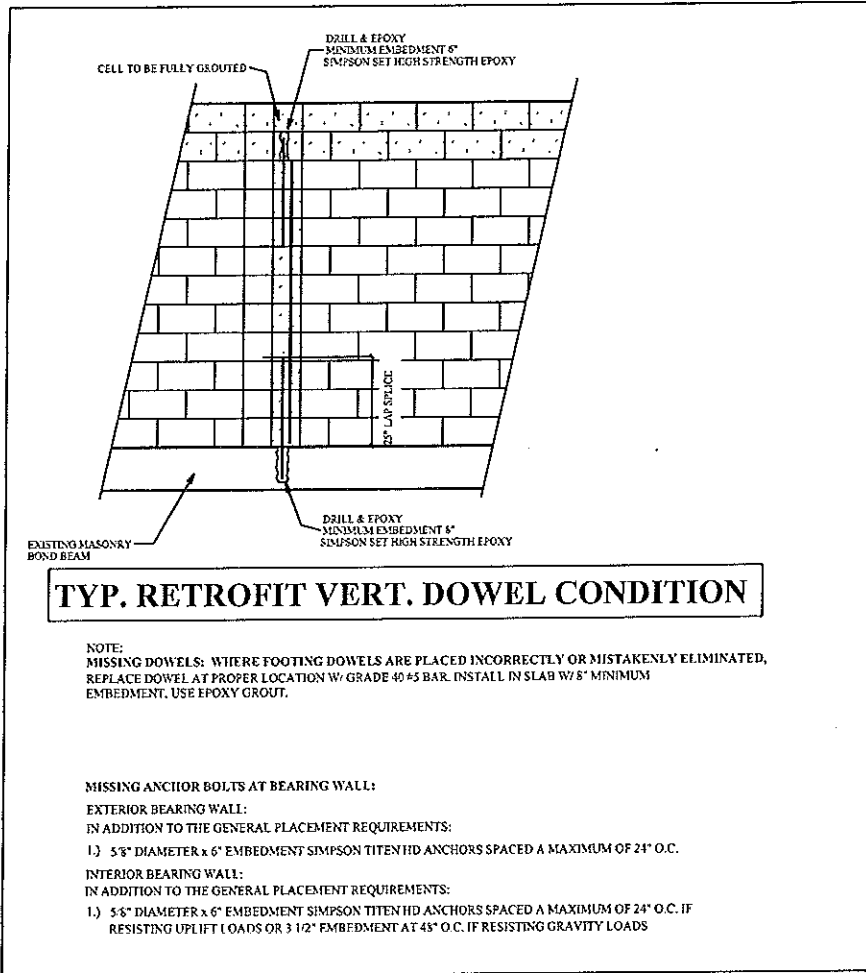 DRILL & EPOXY
MINIMUM EMBEDMENT 6"
SIMPSON SET HIGH STRENGTH EPOXY
CELL TO BE FULLY GROUTED
25" LAP SPLICE
DRILL & EPOXY
MINIMUM EMBEDMENT 6"
SIMPSON SET HIGH STRENGTH EPOXY
EXISTING MASONRY
BOND BEAM
TYP. RETROFIT VERT. DOWEL CONDITION
NOTE:
MISSING DOWELS: WHERE FOOTING DOWELS ARE PLACED INCORRECTLY OR MISTAKENLY ELIMINATED,
REPLACE DOWEL AT PROPER LOCATION W/ GRADE 40 #5 BAR. INSTALL IN SLAB W/ 8" MINIMUM
EMBEDMENT. USE EPOXY GROUT.
MISSING ANCHOR BOLTS AT BEARING WALL:
EXTERIOR BEARING WALL:
IN ADDITION TO THE GENERAL PLACEMENT REQUIREMENTS:
1.) 5/8" DIAMETER x 6" EMBEDMENT SIMPSON TITEN HD ANCHORS SPACED A MAXIMUM OF 24" O.C.
INTERIOR BEARING WALL:
IN ADDITION TO THE GENERAL PLACEMENT REQUIREMENTS:
1.) 5/8" DIAMETER x 6" EMBEDMENT SIMPSON TITEN HD ANCHORS SPACED A MAXIMUM OF 24" O.C. IF
RESISTING UPLIFT LOADS OR 3 1/2" EMBEDMENT AT 48" O.C. IF RESISTING GRAVITY LOADS